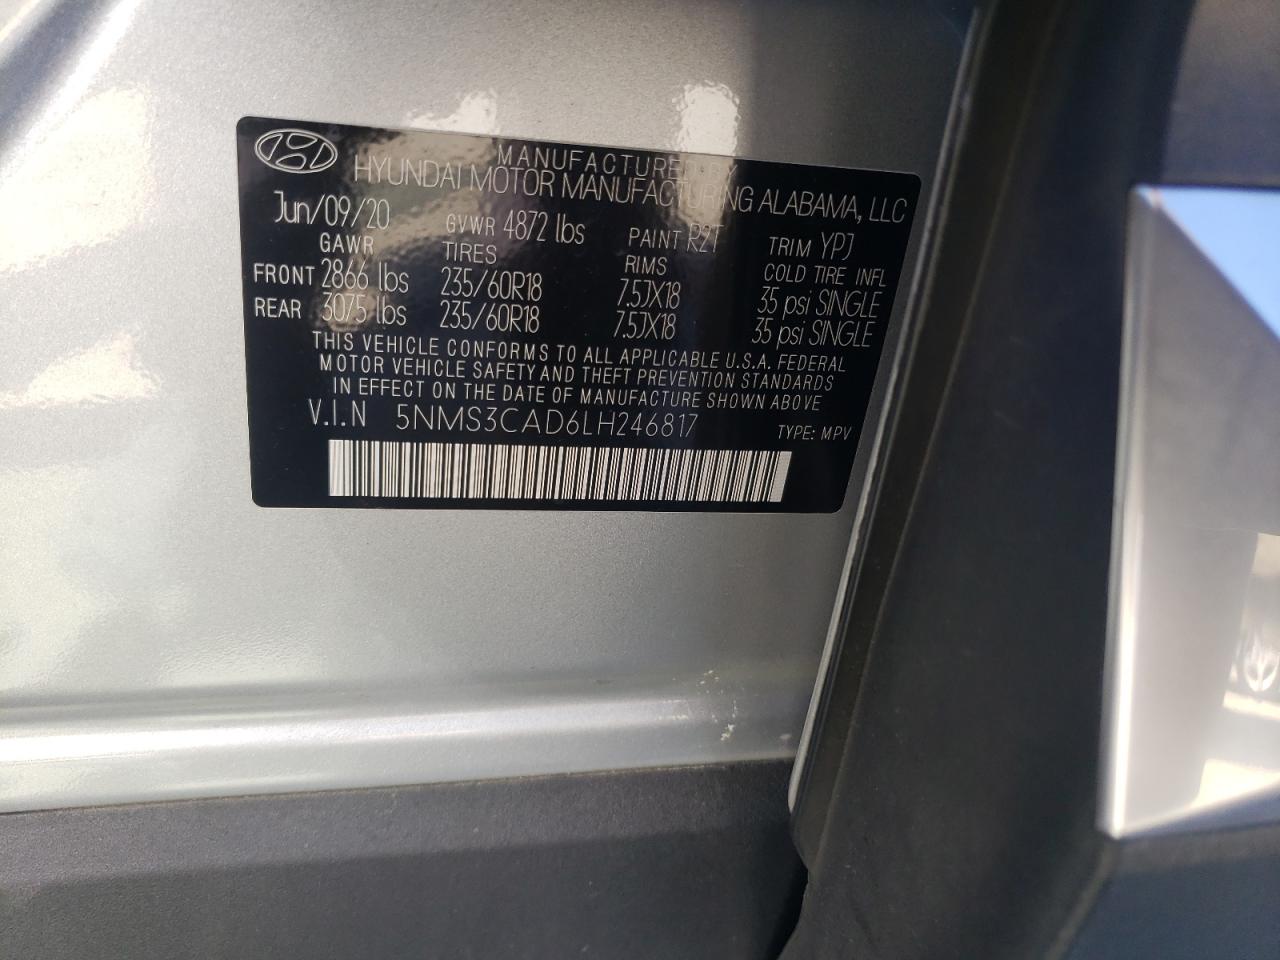 MANUFACTURED BY
HYUNDAI MOTOR MANUFACTURING ALABAMA, LLC
Jun/09/20 GVWR 4872 lbs PAINT R2T TRIM YPJ
GAWR TIRES RIMS COLD TIRE INFL
FRONT 2866 lbs 235/60R18 7.5JX18 35 psi SINGLE
REAR 3075 lbs 235/60R18 7.5JX18 35 psi SINGLE
THIS VEHICLE CONFORMS TO ALL APPLICABLE U.S.A. FEDERAL
MOTOR VEHICLE SAFETY AND THEFT PREVENTION STANDARDS
IN EFFECT ON THE DATE OF MANUFACTURE SHOWN ABOVE
V.I.N 5NMS3CAD6LH246817 TYPE: MPV